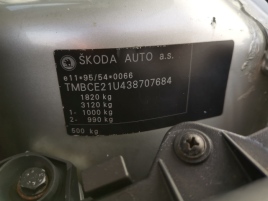 ŠKODA AUTO a.s.
e11*95/54*0066
TMBCE21U438707684
1820 kg
3120 kg
1- 1000 kg
2- 990 kg
500 kg